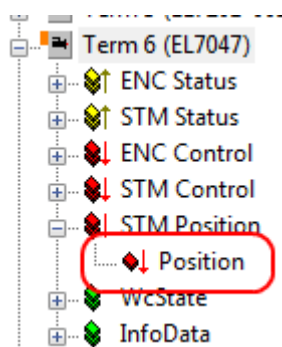 Term 6 (EL7047)
ENC Status
STM Status
ENC Control
STM Control
STM Position
Position
WcState
InfoData